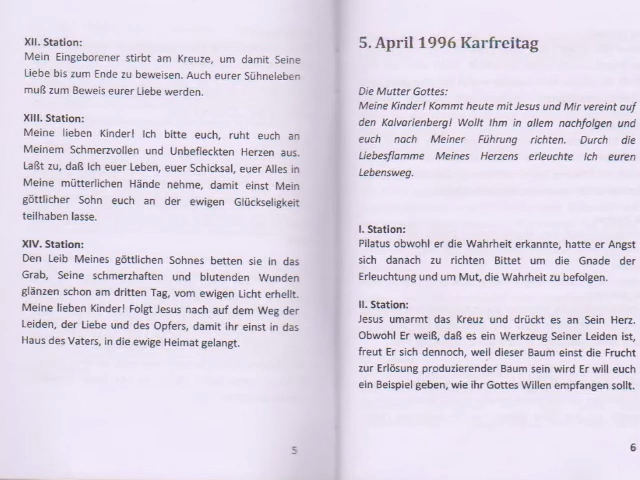 XII. Station:
Mein Eingeborener stirbt am Kreuze, um damit Seine
Liebe bis zum Ende zu beweisen. Auch eurer Sühneleben
muß zum Beweis eurer Liebe werden.
XIII. Station:
Meine lieben Kinder! Ich bitte euch, ruht euch an
Meinem Schmerzvollen und Unbefleckten Herzen aus.
Laßt zu, daß Ich euer Leben, euer Schicksal, euer Alles in
Meine mütterlichen Hände nehme, damit einst Mein
göttlicher Sohn euch an der ewigen Glückseligkeit
teilhaben lasse.
XIV. Station:
Den Leib Meines göttlichen Sohnes betten sie in das
Grab, Seine schmerzhaften und blutenden Wunden
glänzen schon am dritten Tag, vom ewigen Licht erhellt.
Meine lieben Kinder! Folgt Jesus nach auf dem Weg der
Leiden, der Liebe und des Opfers, damit ihr einst in das
Haus des Vaters, in die ewige Heimat gelangt.
5
5. April 1996 Karfreitag
Die Mutter Gottes:
Meine Kinder! Kommt heute mit Jesus und Mir vereint auf
den Kalvarienberg! Wollt Ihm in allem nachfolgen und
euch nach Meiner Führung richten. Durch die
Liebesflamme Meines Herzens erleuchte Ich euren
Lebensweg.
I. Station:
Pilatus obwohl er die Wahrheit erkannte, hatte er Angst
sich danach zu richten Bittet um die Gnade der
Erleuchtung und um Mut, die Wahrheit zu befolgen.
II. Station:
Jesus umarmt das Kreuz und drückt es an Sein Herz.
Obwohl Er weiß, daß es ein Werkzeug Seiner Leiden ist,
freut Er sich dennoch, weil dieser Baum einst die Frucht
zur Erlösung produzierender Baum sein wird Er will euch
ein Beispiel geben, wie ihr Gottes Willen empfangen sollt.
6